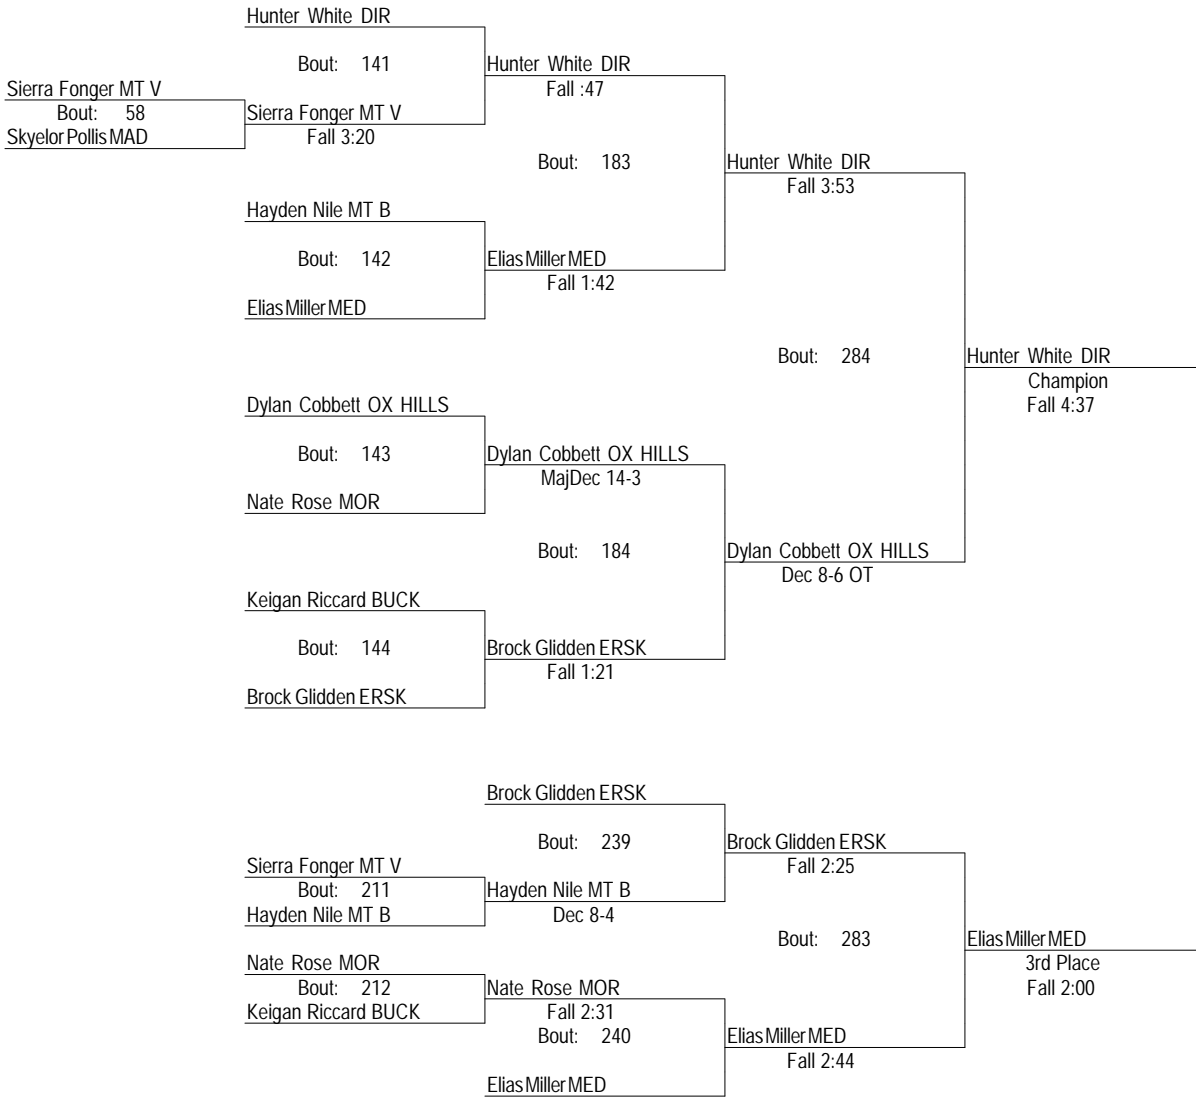 Hunter White DIR
Bout: 141
Hunter White DIR
Fall :47
Sierra Fonger MT V
Bout: 58
Skyelor Pollis MAD
Sierra Fonger MT V
Fall 3:20
Bout: 183
Hunter White DIR
Fall 3:53
Hayden Nile MT B
Bout: 142
Elias Miller MED
Fall 1:42
Elias Miller MED
Bout: 284
Hunter White DIR
Champion
Fall 4:37
Dylan Cobbett OX HILLS
Bout: 143
Dylan Cobbett OX HILLS
MajDec 14-3
Nate Rose MOR
Bout: 184
Dylan Cobbett OX HILLS
Dec 8-6 OT
Keigan Riccard BUCK
Bout: 144
Brock Glidden ERSK
Fall 1:21
Brock Glidden ERSK
Brock Glidden ERSK
Bout: 239
Brock Glidden ERSK
Fall 2:25
Sierra Fonger MT V
Bout: 211
Hayden Nile MT B
Hayden Nile MT B
Dec 8-4
Bout: 283
Elias Miller MED
3rd Place
Fall 2:00
Nate Rose MOR
Bout: 212
Keigan Riccard BUCK
Nate Rose MOR
Fall 2:31
Bout: 240
Elias Miller MED
Fall 2:44
Elias Miller MED